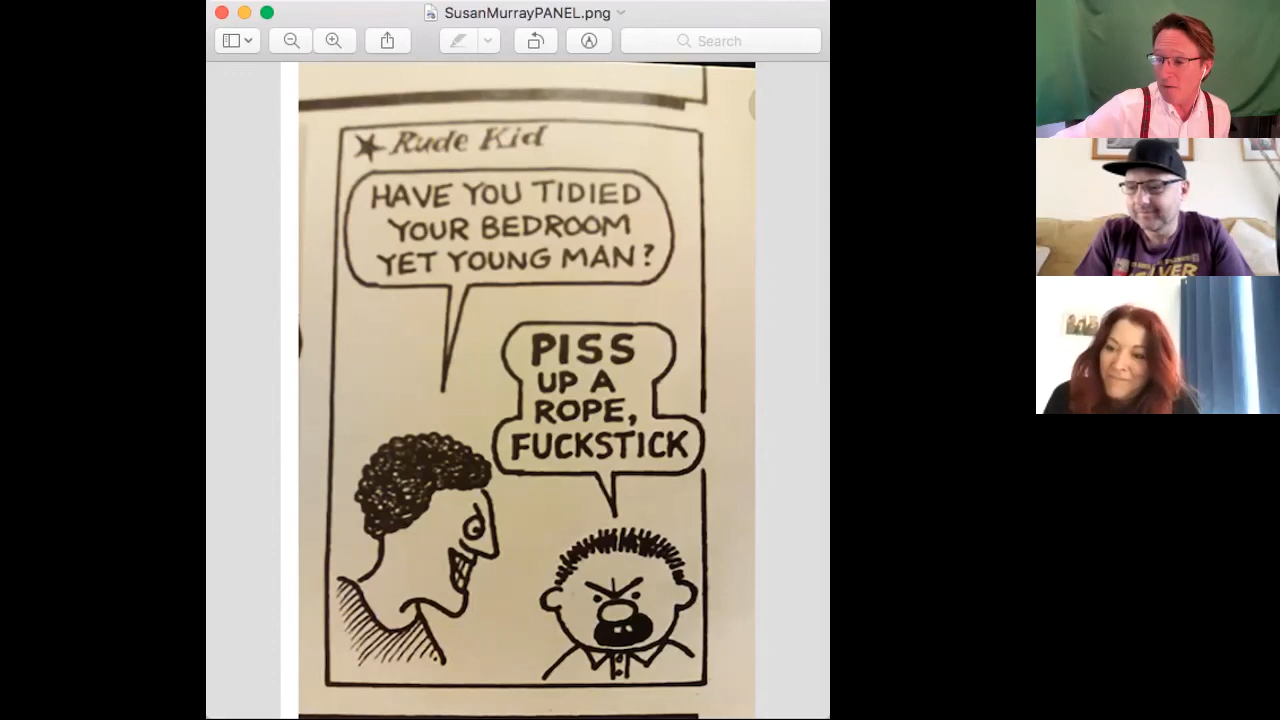 SusanMurrayPANEL.png
Search
Rude Kid
HAVE YOU TIDIED
YOUR BEDROOM
YET YOUNG MAN?
PISS
UP A
ROPE,
FUCKSTICK